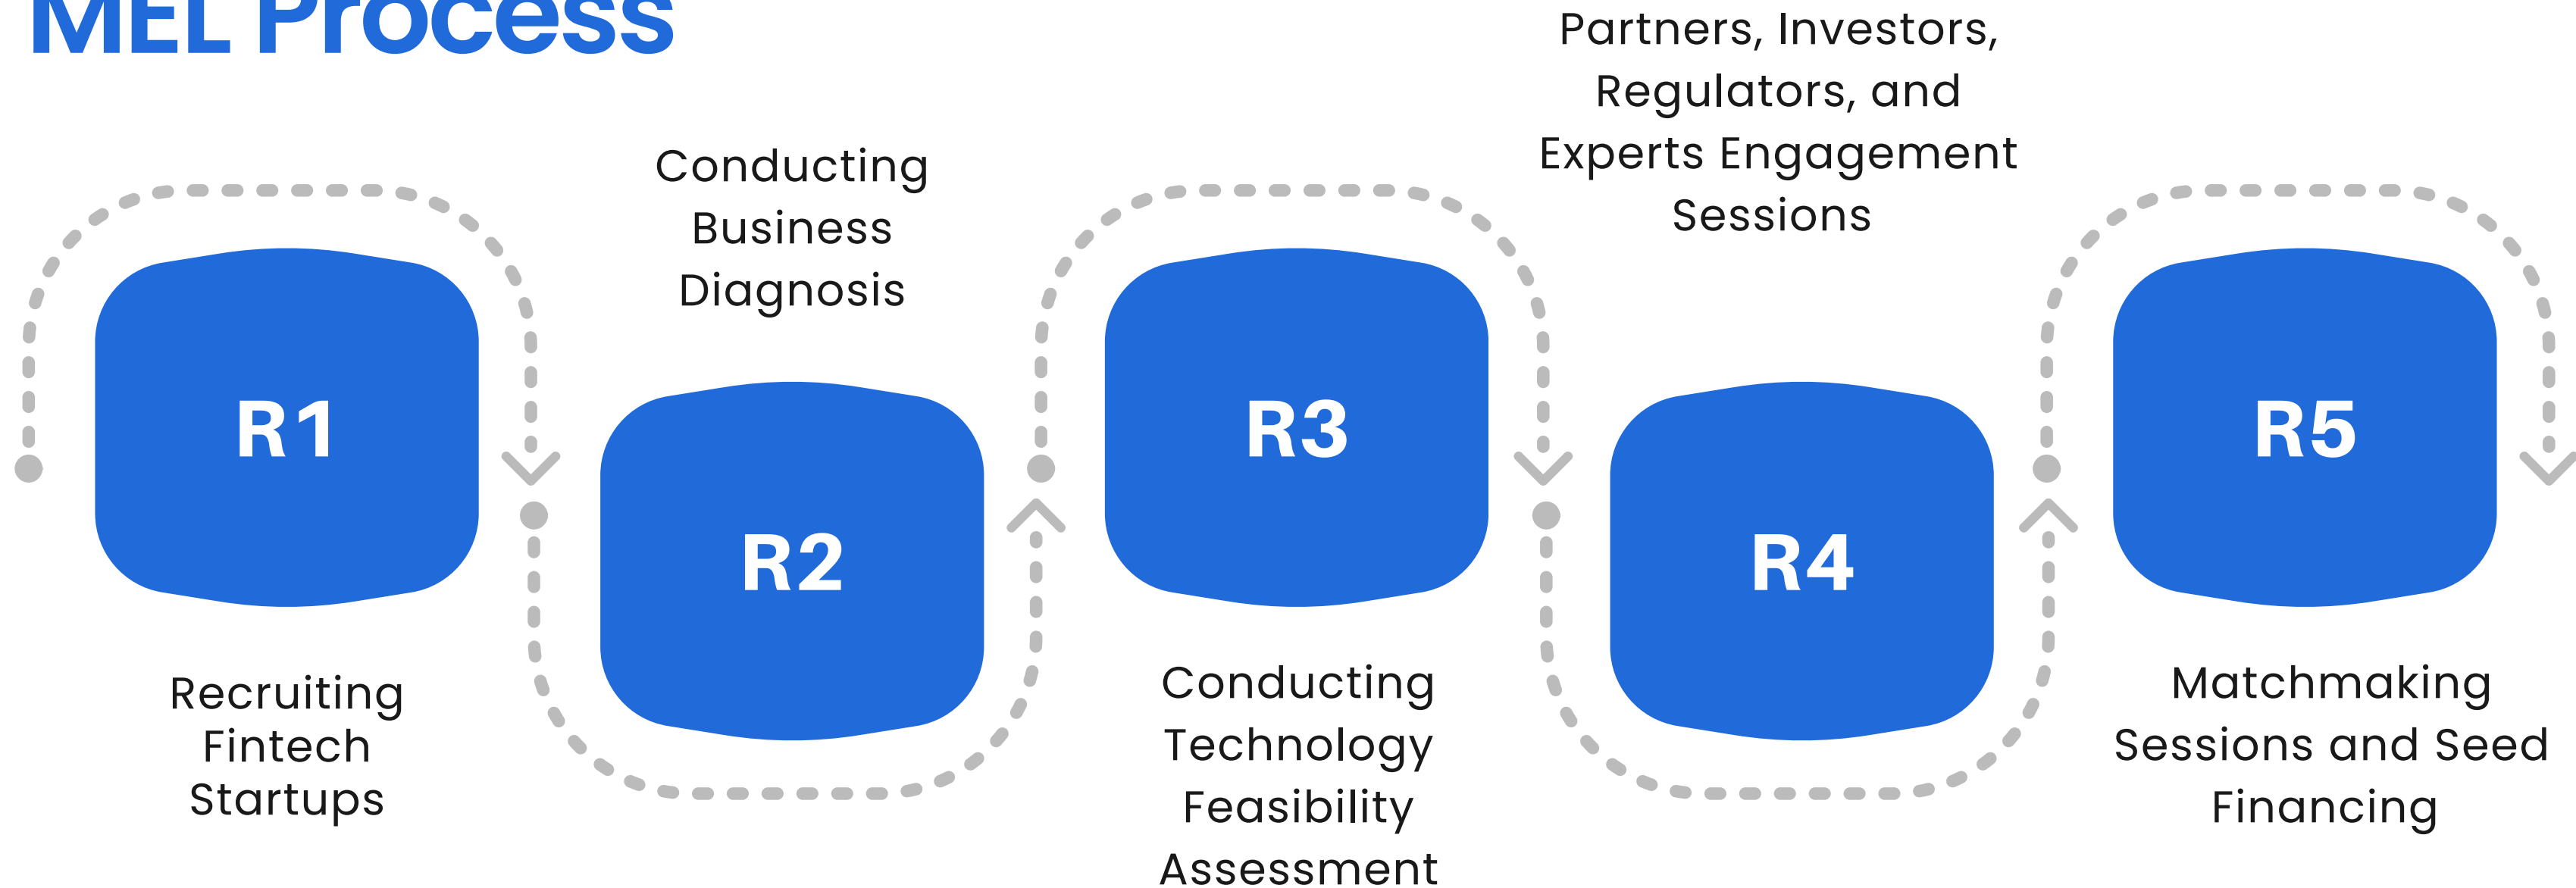 MEL Process
R1
Recruiting
Fintech
Startups
Conducting
Business
Diagnosis
R2
R3
Conducting
Technology
Feasibility
Assessment
Partners, Investors,
Regulators, and
Experts Engagement
Sessions
R4
R5
Matchmaking
Sessions and Seed
Financing